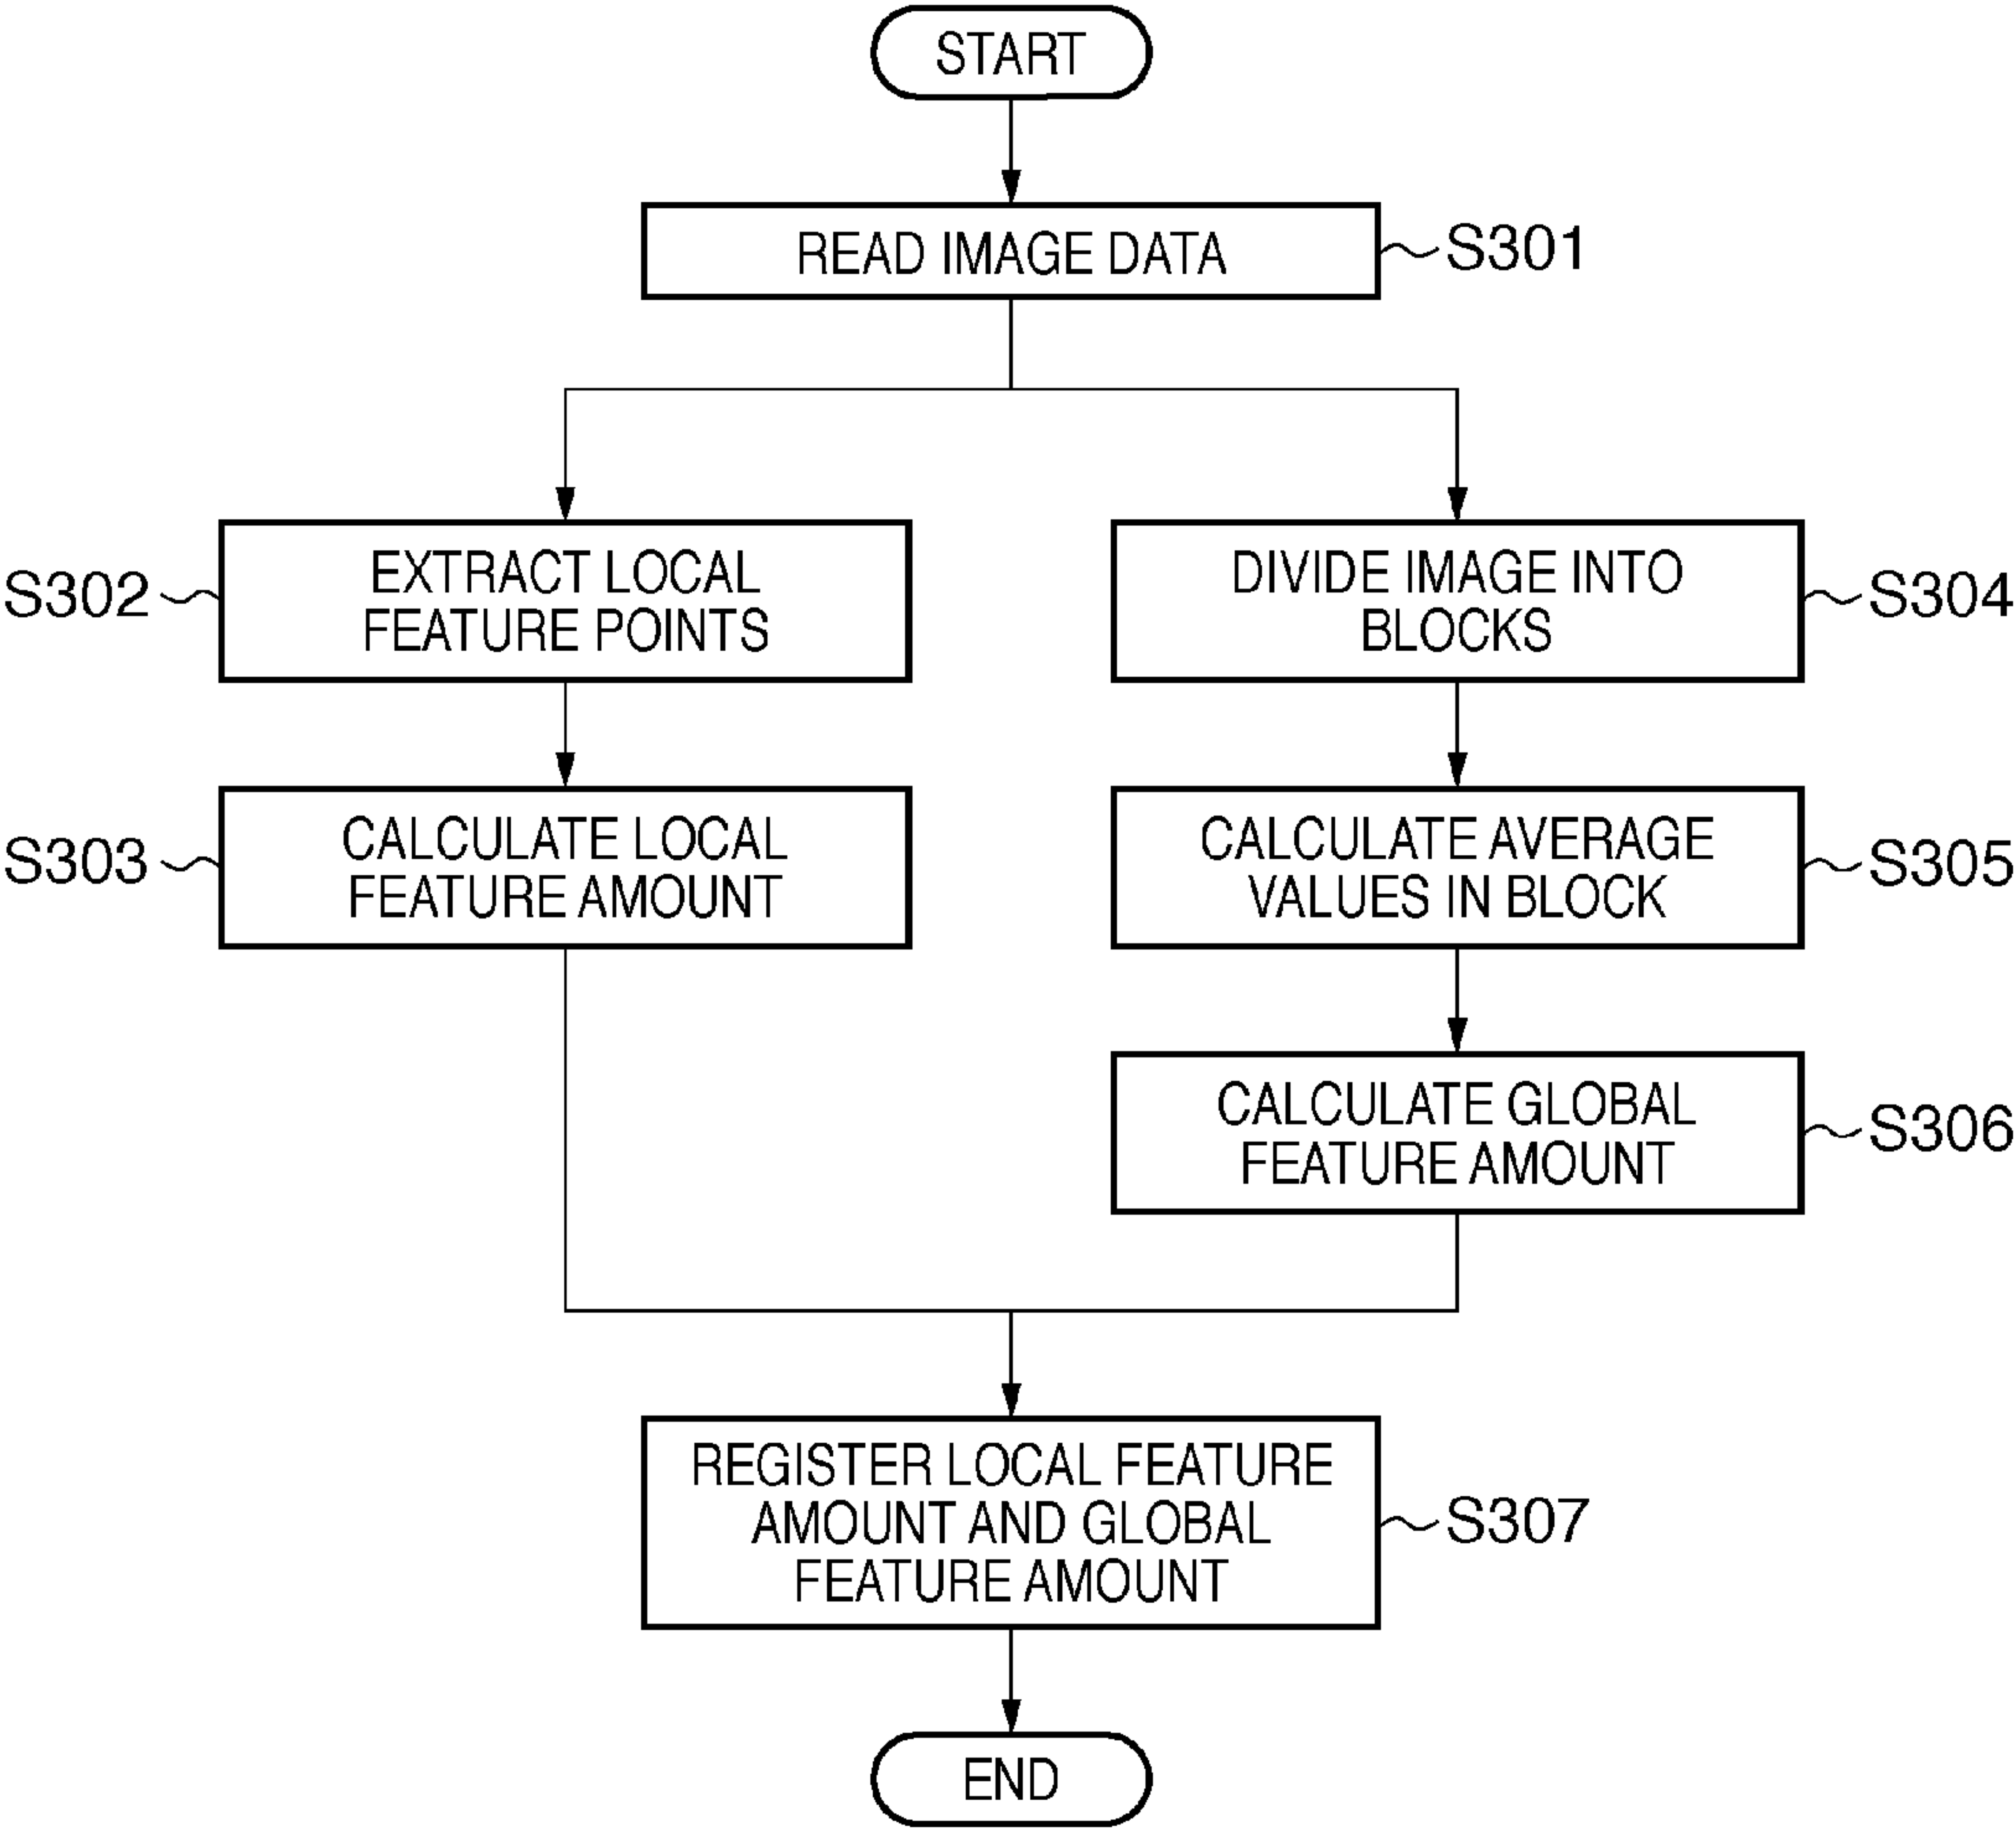 START
READ IMAGE DATA
S301
S302
EXTRACT LOCAL
FEATURE POINTS
DIVIDE IMAGE INTO
BLOCKS
S304
S303
CALCULATE LOCAL
FEATURE AMOUNT
CALCULATE AVERAGE
VALUES IN BLOCK
S305
CALCULATE GLOBAL
FEATURE AMOUNT
S306
REGISTER LOCAL FEATURE
AMOUNT AND GLOBAL
FEATURE AMOUNT
S307
END